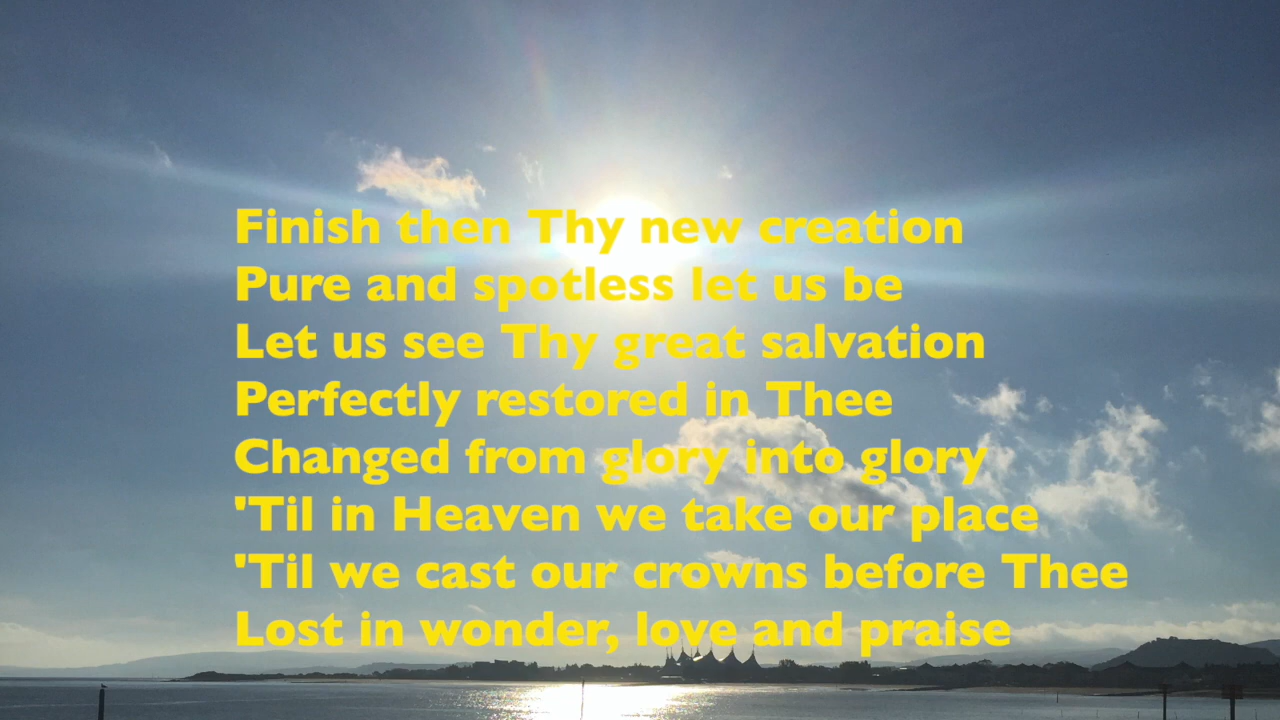 Finish then Thy new creation
Pure and spotless let us be
Let us see Thy great salvation
Perfectly restored in Thee
Changed from glory into glory
'Til in Heaven we take our place
'Til we cast our crowns before Thee
Lost in wonder, love and praise